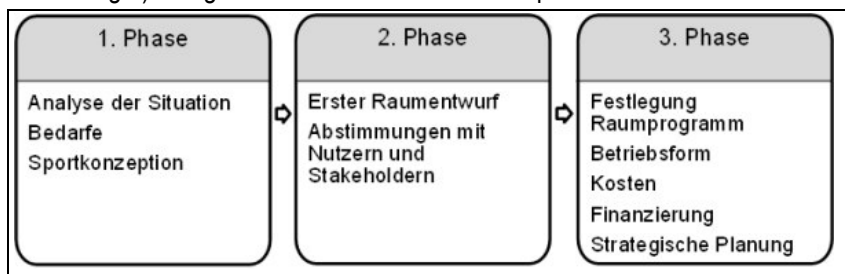 1. Phase
Analyse der Situation
Bedarfe
Sportkonzeption
2. Phase
Erster Raumentwurf
Abstimmungen mit
Nutzern und
Stakeholdern
3. Phase
Festlegung
Raumprogramm
Betriebsform
Kosten
Finanzierung
Strategische Planung